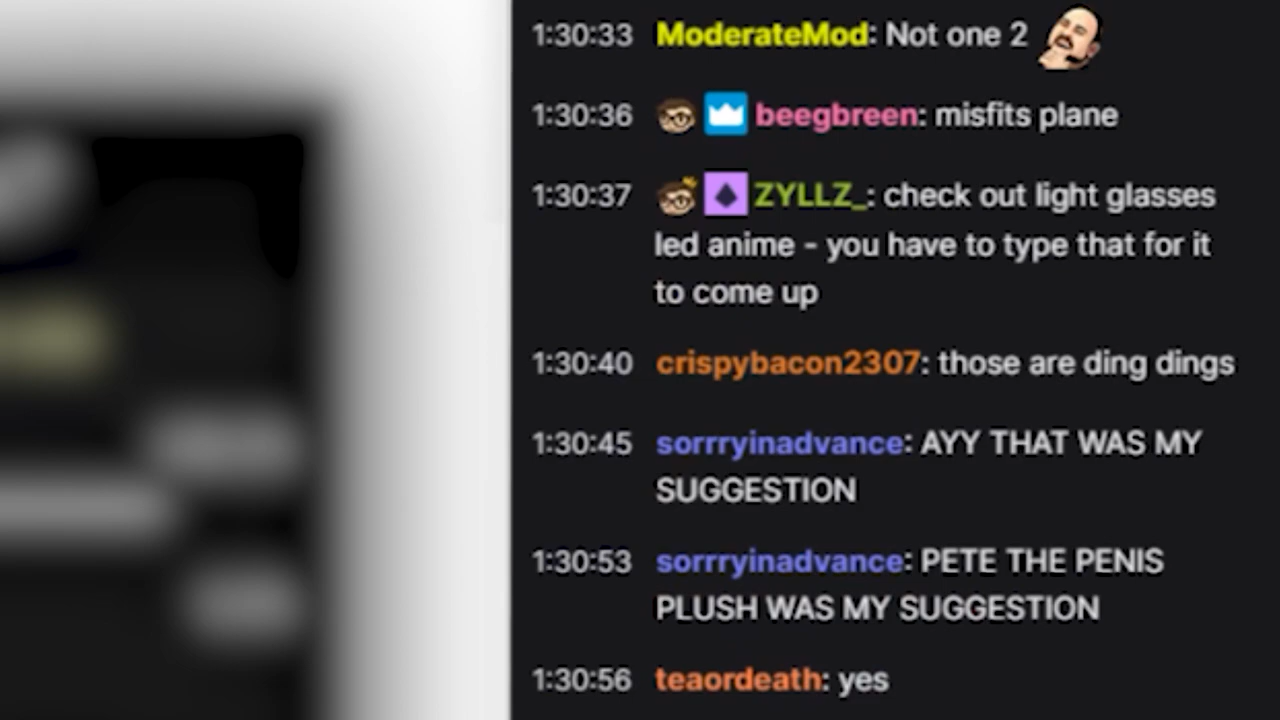 1:30:33 ModerateMod: Not one 2
1:30:36 beegbreen: misfits plane
1:30:37 ZYLLZ_: check out light glasses
led anime - you have to type that for it
to come up
1:30:40 crispybacon2307: those are ding dings
1:30:45 sorrryinadvance: AYY THAT WAS MY
SUGGESTION
1:30:53 sorrryinadvance: PETE THE PENIS
PLUSH WAS MY SUGGESTION
1:30:56 teaordeath: yes